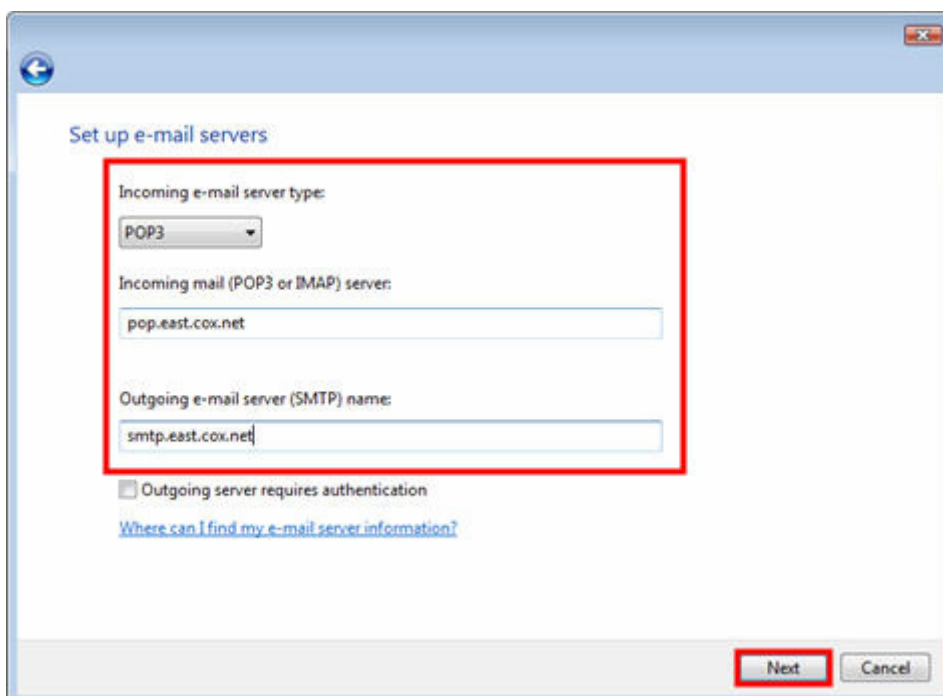 Set up e-mail servers
Incoming e-mail server type:
POP3
Incoming mail (POP3 or IMAP) server:
pop.east.cox.net
Outgoing e-mail server (SMTP) name:
smtp.east.cox.net
Outgoing server requires authentication
Where can I find my e-mail server information?
Next Cancel